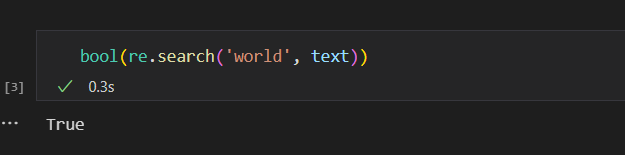 bool(re.search('world', text))
[3]
0.3s
... True